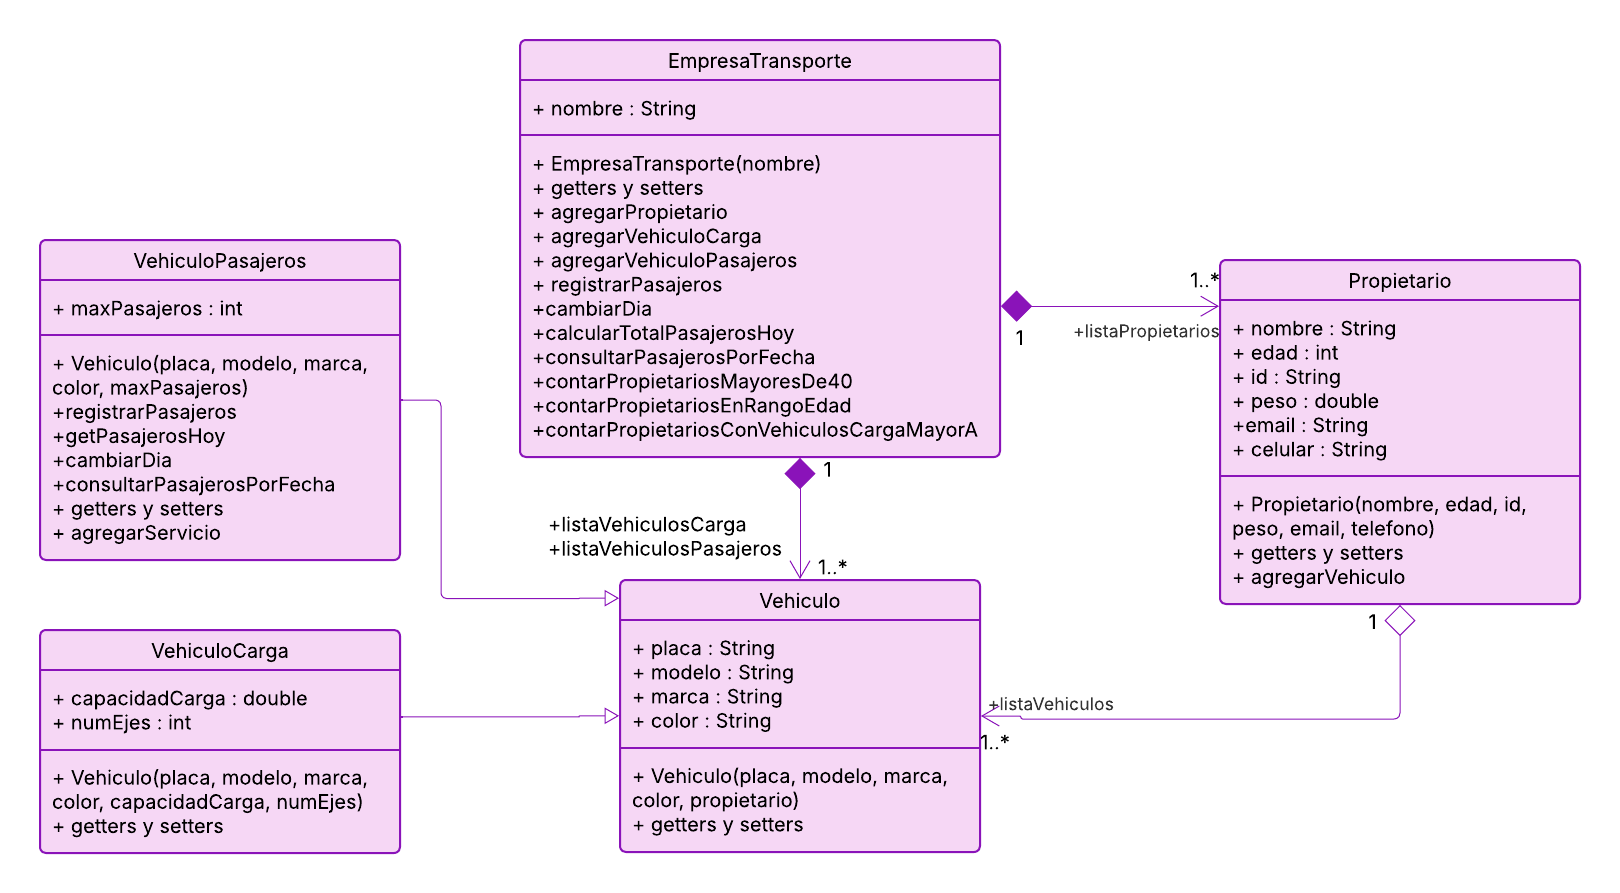 EmpresaTransporte
+ nombre : String
+ EmpresaTransporte(nombre)
+ getters y setters
+ agregarPropietario
+ agregarVehiculoCarga
+ agregarVehiculoPasajeros
+ registrarPasajeros
+cambiarDia
+calcularTotalPasajerosHoy
+consultarPasajerosPorFecha
+contarPropietariosMayoresDe40
+contarPropietariosEnRangoEdad
+contarPropietariosConVehiculosCargaMayorA
VehiculoPasajeros
+ maxPasajeros : int
+ Vehiculo(placa, modelo, marca,
color, maxPasajeros)
+registrarPasajeros
+getPasajerosHoy
+cambiarDia
+consultarPasajerosPorFecha
+ getters y setters
+ agregarServicio
1..*
1
+listaPropietarios
Propietario
+ nombre : String
+ edad : int
+ id : String
+ peso : double
+email : String
+ celular : String
+ Propietario(nombre, edad, id,
peso, email, telefono)
+ getters y setters
+ agregarVehiculo
1
+listaVehiculosCarga
+listaVehiculosPasajeros
1..*
Vehiculo
+ placa : String
+ modelo : String
+ marca : String
+ color : String
+ Vehiculo(placa, modelo, marca,
color, propietario)
+ getters y setters
1
+listaVehiculos
1..*
VehiculoCarga
+ capacidadCarga : double
+ numEjes : int
+ Vehiculo(placa, modelo, marca,
color, capacidadCarga, numEjes)
+ getters y setters